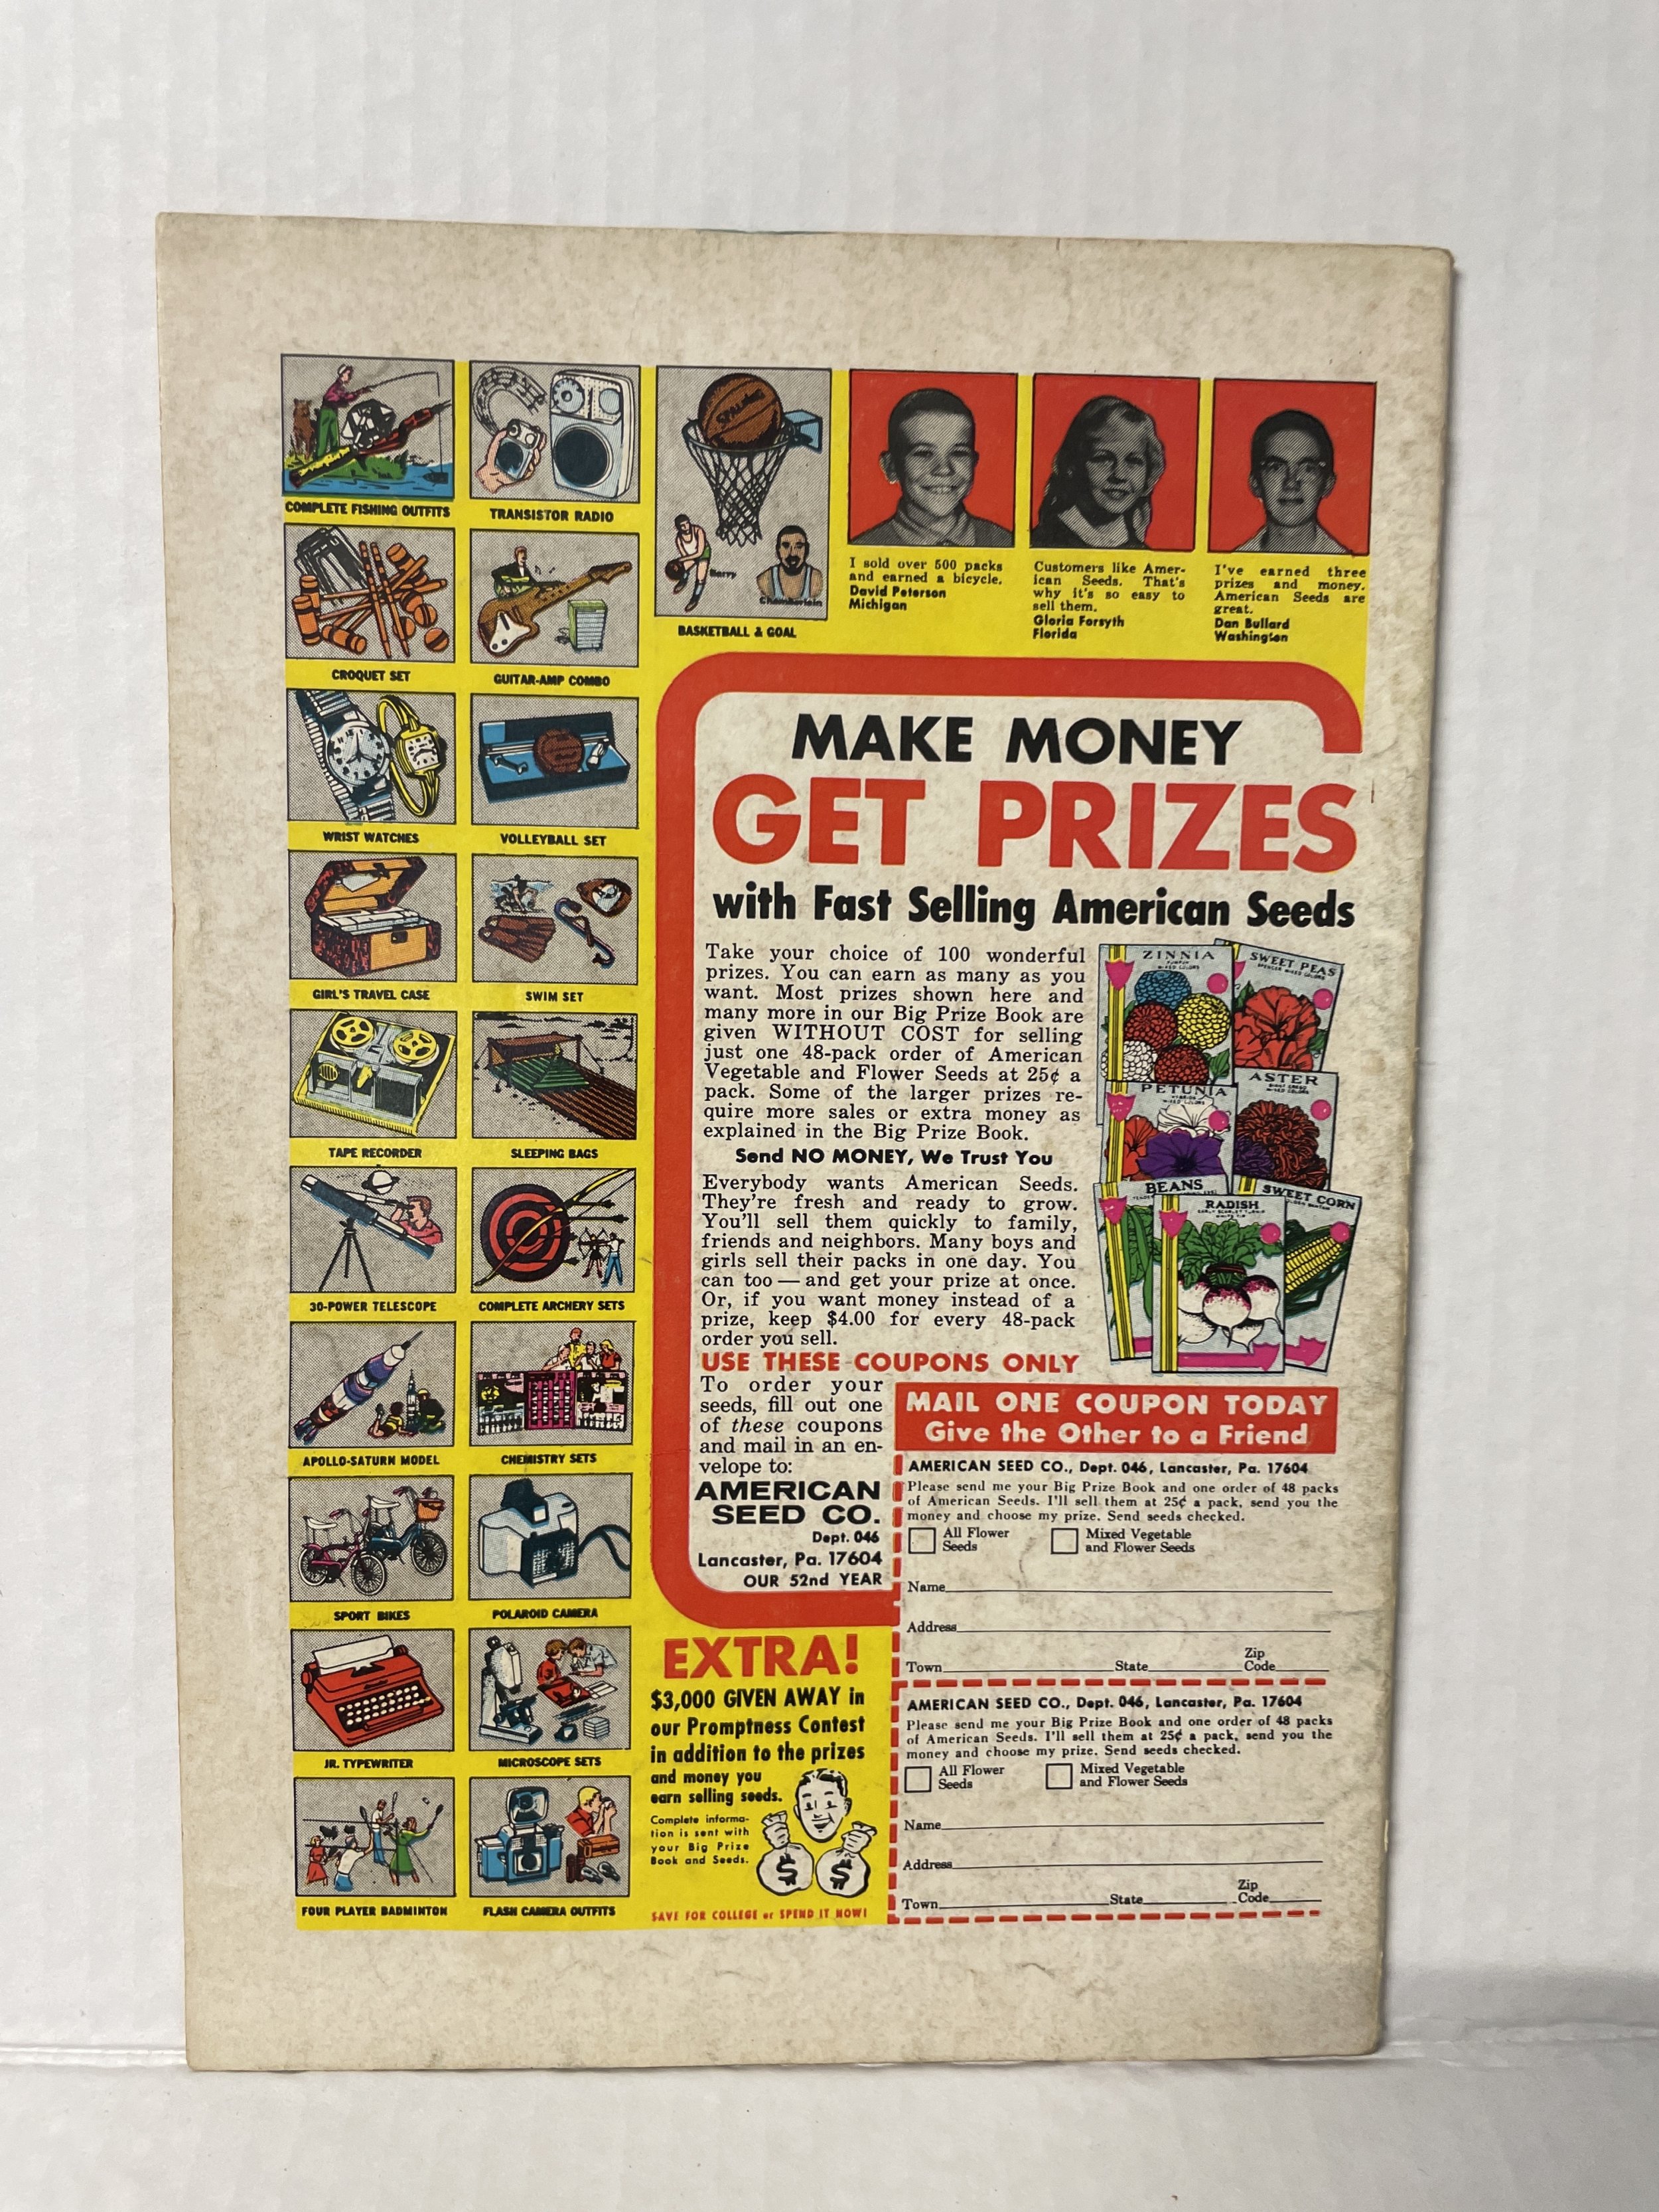 COMPLETE FISHING OUTFITS
TRANSISTOR RADIO
CROQUET SET
GUITAR-AMP COMBO
WRIST WATCHES
VOLLEYBALL SET
GIRL'S TRAVEL CASE
SWIM SET
TAPE RECORDER
SLEEPING BAGS
30-POWER TELESCOPE
COMPLETE ARCHERY SETS
APOLLO-SATURN MODEL
CHEMISTRY SETS
SPORT BIKES
POLAROID CAMERA
JR. TYPEWRITER
MICROSCOPE SETS
FOUR PLAYER BADMINTON
FLASH CAMERA OUTFITS
SPALDING
Barry
Chamberlain
BASKETBALL & GOAL
I sold over 500 packs
and earned a bicycle.
David Peterson
Michigan
Customers like Amer-
ican Seeds. That's
why it's so easy to
sell them.
Gloria Forsyth
Florida
I've earned three
prizes and money.
American Seeds are
great.
Dan Bullard
Washington
MAKE MONEY
GET PRIZES
with Fast Selling American Seeds
Take your choice of 100 wonderful
prizes. You can earn as many as you
want. Most prizes shown here and
many more in our Big Prize Book are
given WITHOUT COST for selling
just one 48-pack order of American
Vegetable and Flower Seeds at 25¢ a
pack. Some of the larger prizes re-
quire more sales or extra money as
explained in the Big Prize Book.
Send NO MONEY, We Trust You
Everybody wants American Seeds.
They're fresh and ready to grow.
You'll sell them quickly to family,
friends and neighbors. Many boys and
girls sell their packs in one day. You
can too — and get your prize at once.
Or, if you want money instead of a
prize, keep $4.00 for every 48-pack
order you sell.
ZINNIA
MIXED COLORS
SWEET PEAS
SPENCER MIXED COLORS
PETUNIA
MIXED COLORS
ASTER
MIXED COLORS
BEANS
RADISH
SWEET CORN
USE THESE COUPONS ONLY
To order your
seeds, fill out one
of these coupons
and mail in an en-
velope to:
AMERICAN
SEED CO.
Dept. 046
Lancaster, Pa. 17604
OUR 52nd YEAR
MAIL ONE COUPON TODAY
Give the Other to a Friend
AMERICAN SEED CO., Dept. 046, Lancaster, Pa. 17604
Please send me your Big Prize Book and one order of 48 packs
of American Seeds. I'll sell them at 25¢ a pack, send you the
money and choose my prize. Send seeds checked.
All Flower
Seeds
Mixed Vegetable
and Flower Seeds
Name
Address
Town State Zip
Code
AMERICAN SEED CO., Dept. 046, Lancaster, Pa. 17604
Please send me your Big Prize Book and one order of 48 packs
of American Seeds. I'll sell them at 25¢ a pack, send you the
money and choose my prize. Send seeds checked.
All Flower
Seeds
Mixed Vegetable
and Flower Seeds
Name
Address
Town State Zip
Code
EXTRA!
$3,000 GIVEN AWAY in
our Promptness Contest
in addition to the prizes
and money you
earn selling seeds.
Complete informa-
tion is sent with
your Big Prize
Book and Seeds.
$ $
SAVE FOR COLLEGE or SPEND IT NOW!